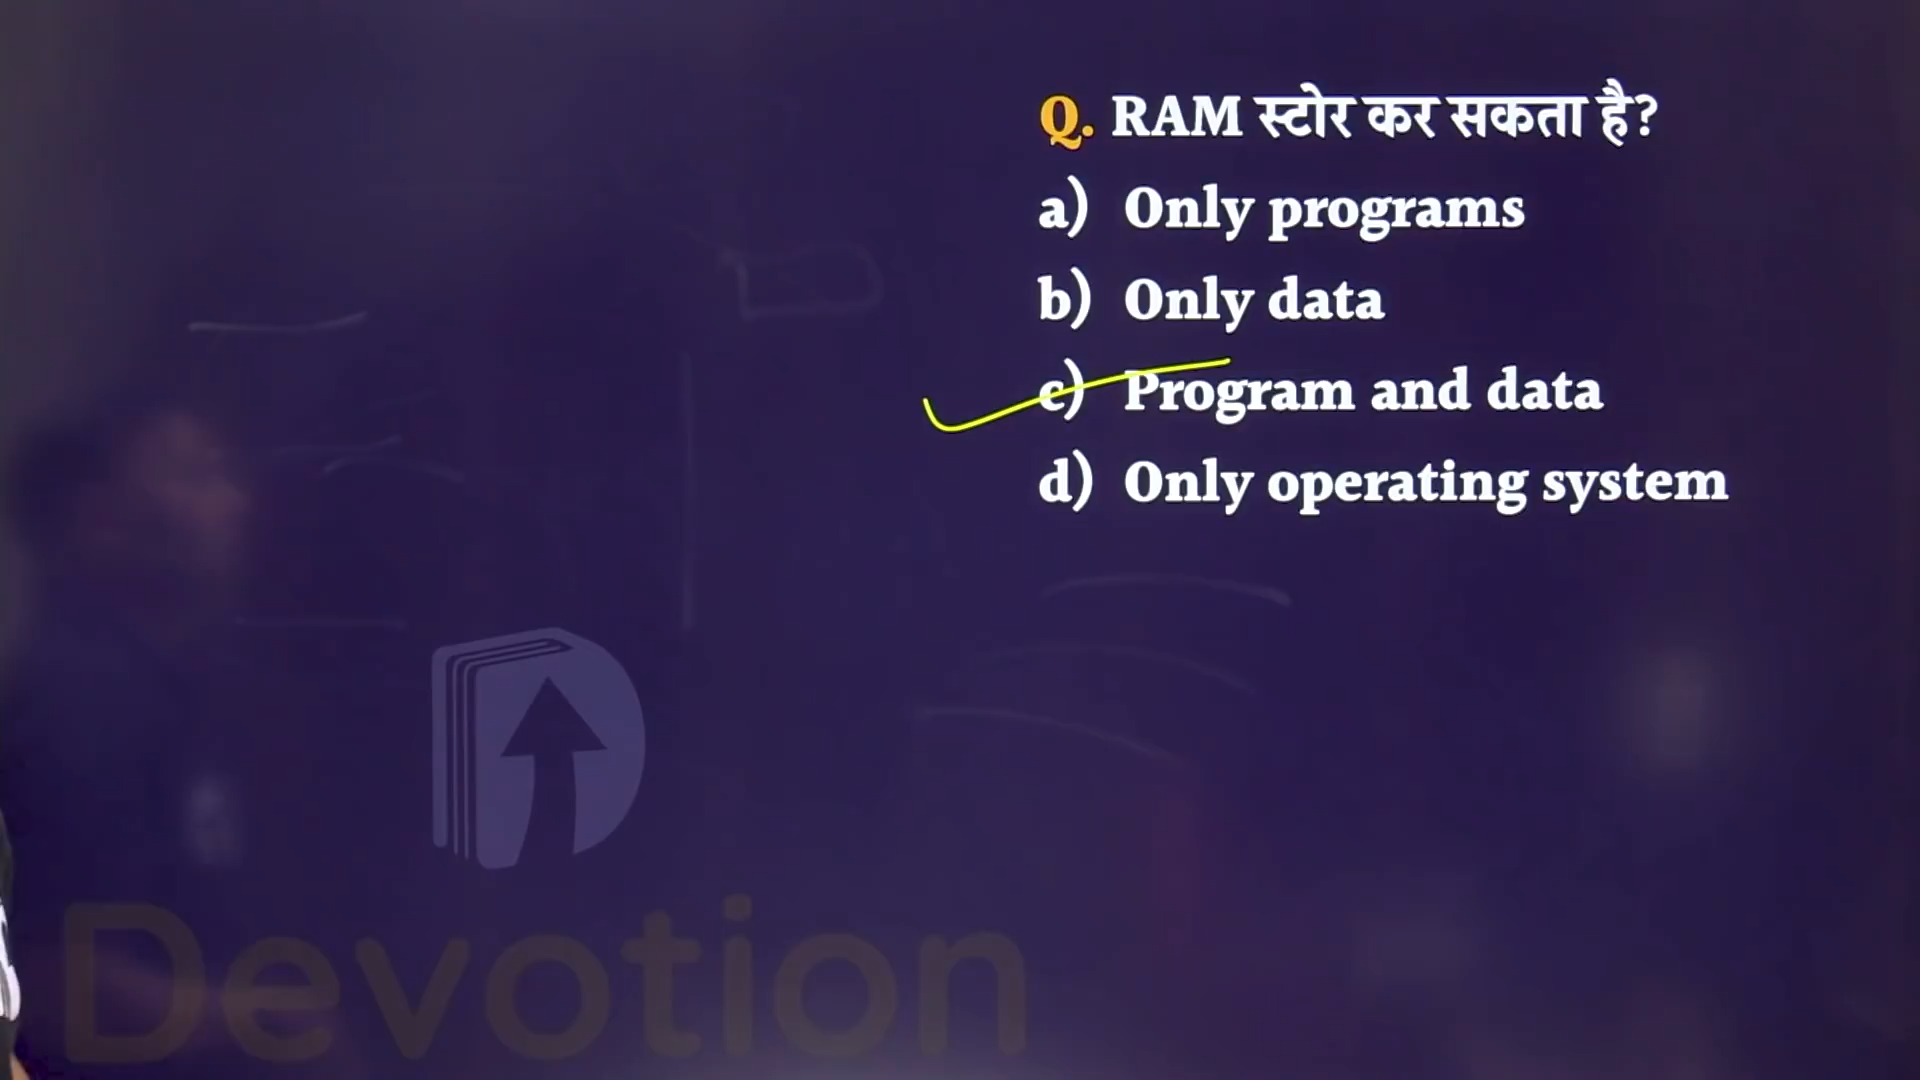 Q. RAM स्टोर कर सकता है?
a) Only programs
b) Only data
c) Program and data
d) Only operating system
Devotion